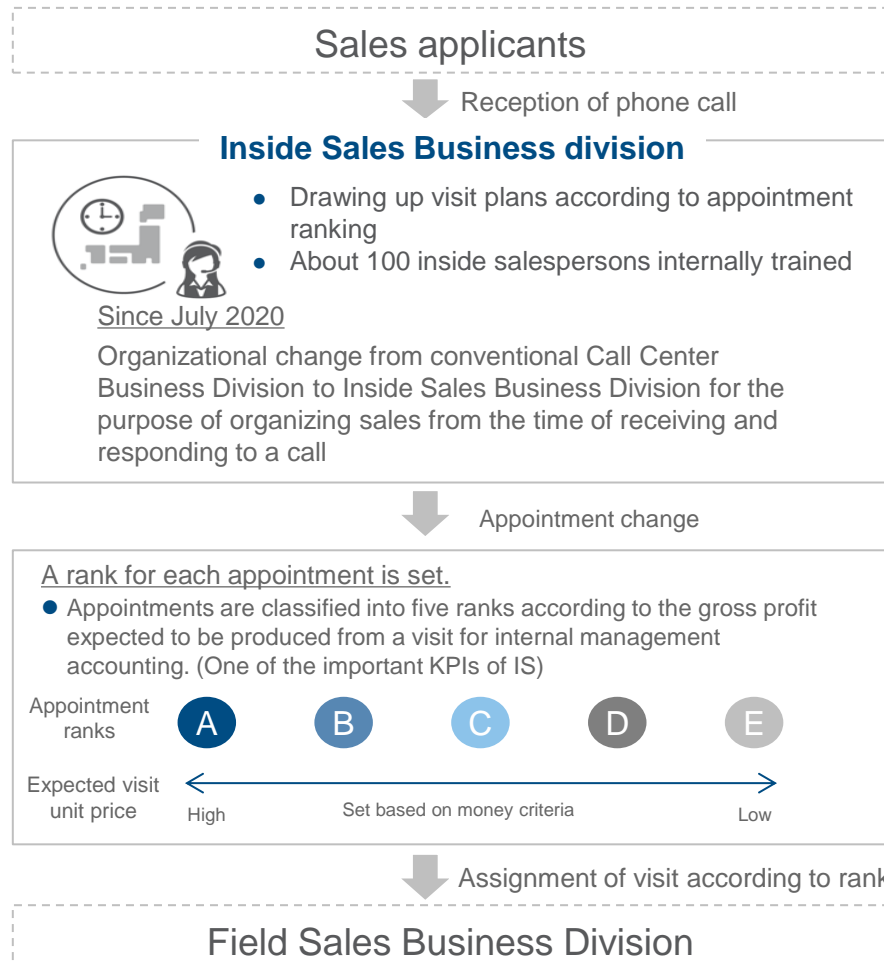 Sales applicants
Reception of phone call
Inside Sales Business division
● Drawing up visit plans according to appointment
ranking
● About 100 inside salespersons internally trained
Since July 2020
Organizational change from conventional Call Center
Business Division to Inside Sales Business Division for the
purpose of organizing sales from the time of receiving and
responding to a call
Appointment change
A rank for each appointment is set.
● Appointments are classified into five ranks according to the gross profit
expected to be produced from a visit for internal management
accounting. (One of the important KPIs of IS)
Appointment
ranks
A B C D E
Expected visit
unit price
High Set based on money criteria Low
Assignment of visit according to rank
Field Sales Business Division